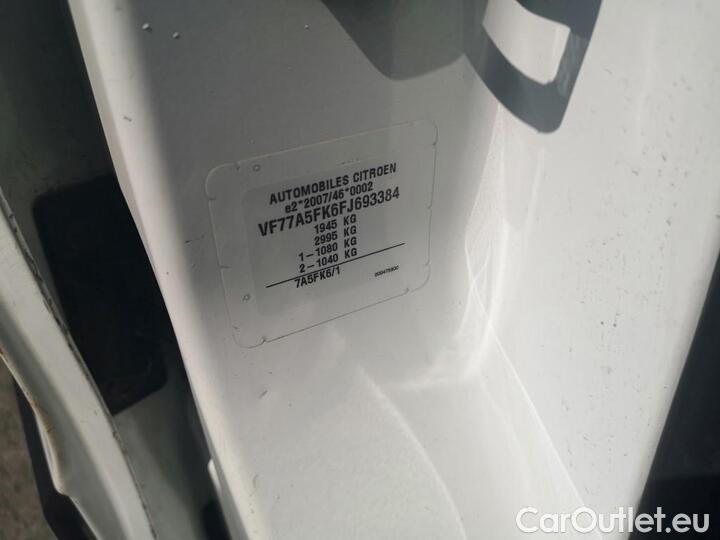 AUTOMOBILES CITROEN
e2*2007/46*0002
VF77A5FK6FJ693384
1945 KG
2995 KG
1-1080 KG
2-1040 KG
7A5FK6/1
CarOutlet.eu